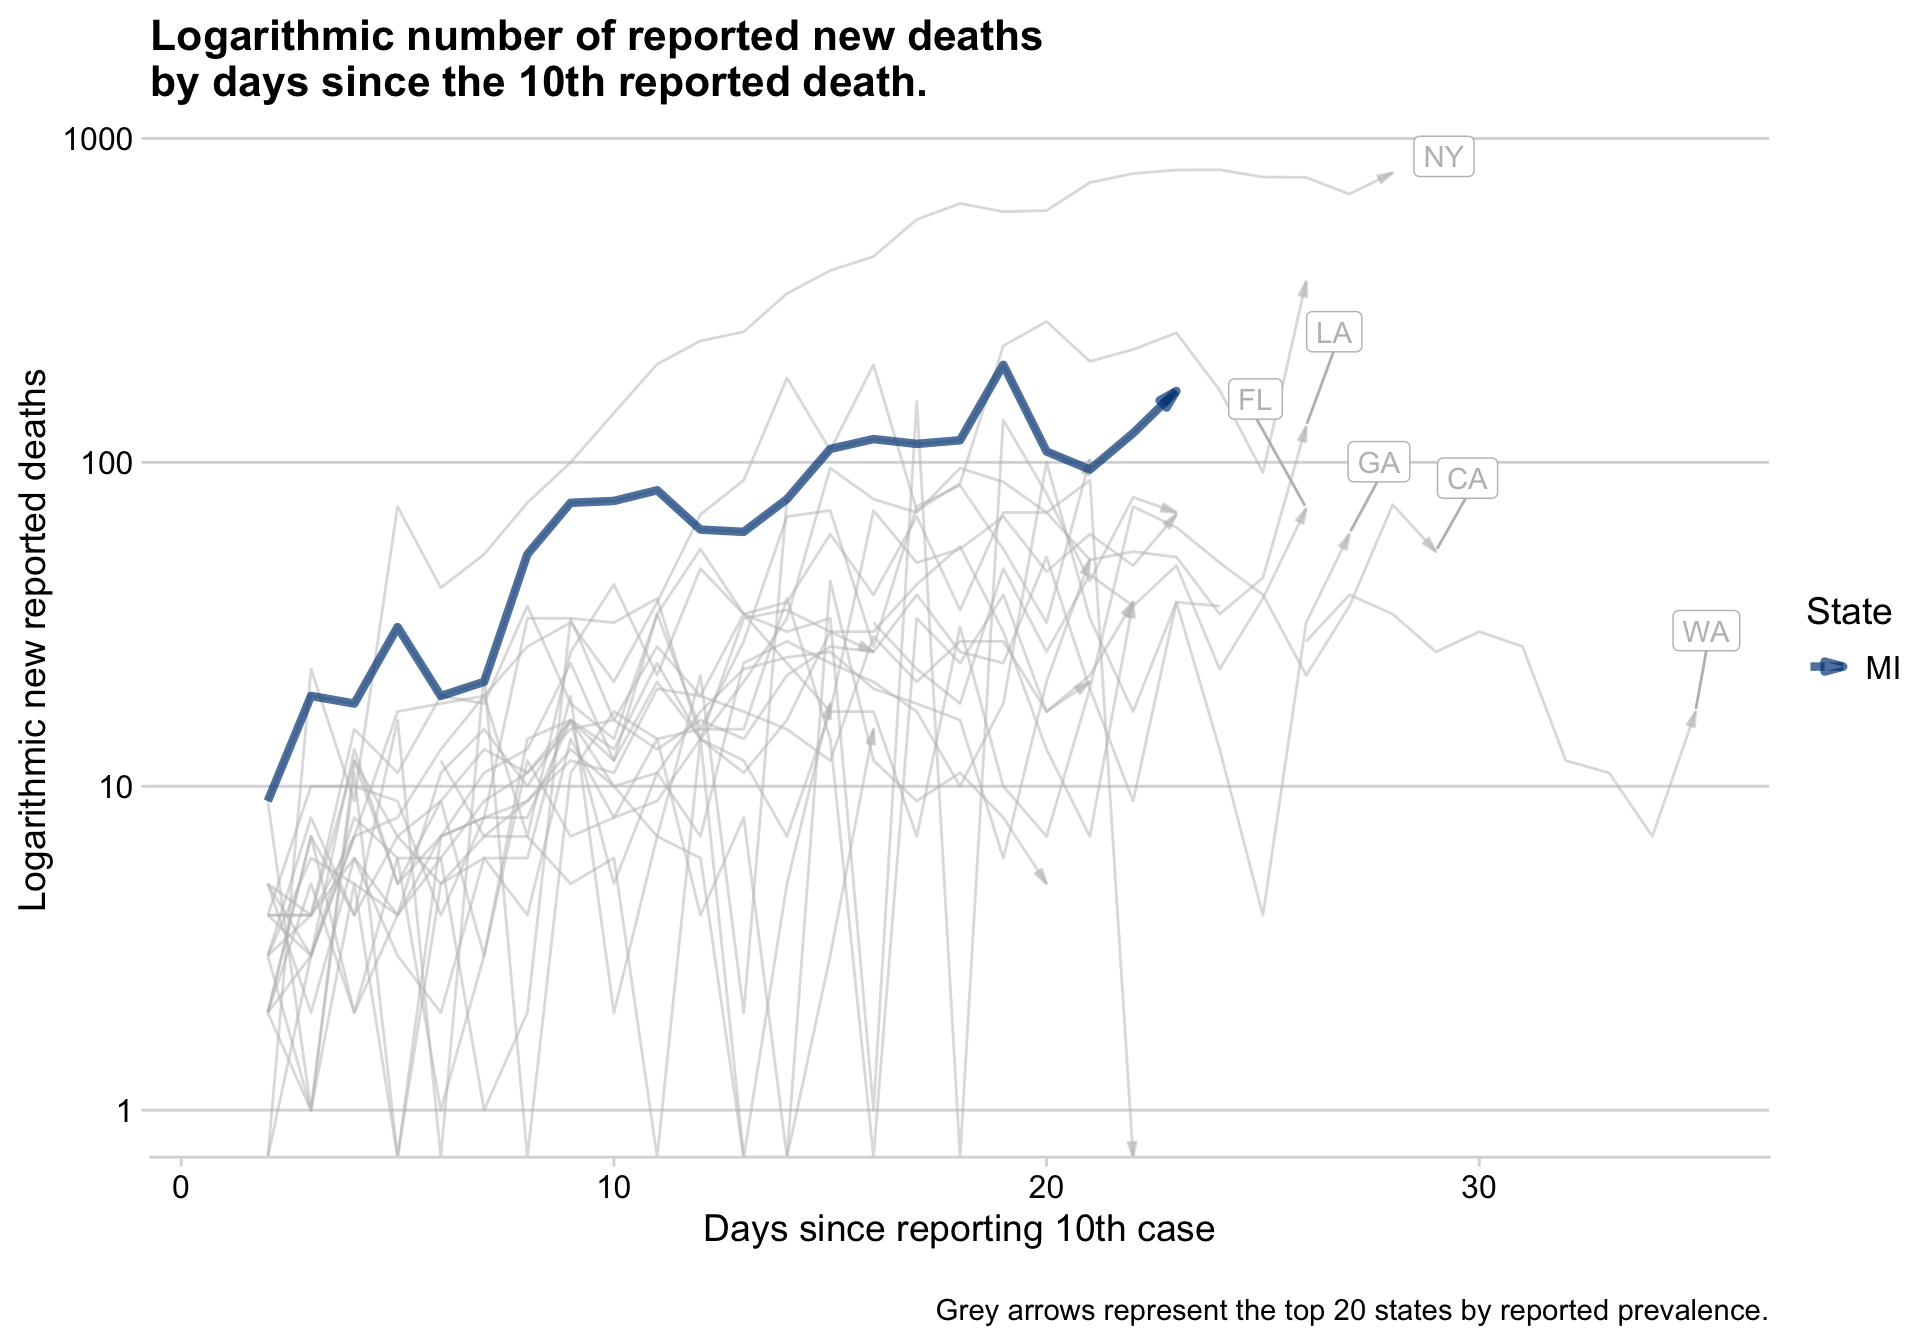 Logarithmic number of reported new deaths
by days since the 10th reported death.
1000
100
10
1
Logarithmic new reported deaths
NY
LA
FL
GA
CA
WA
State
MI
0 10 20 30
Days since reporting 10th case
Grey arrows represent the top 20 states by reported prevalence.